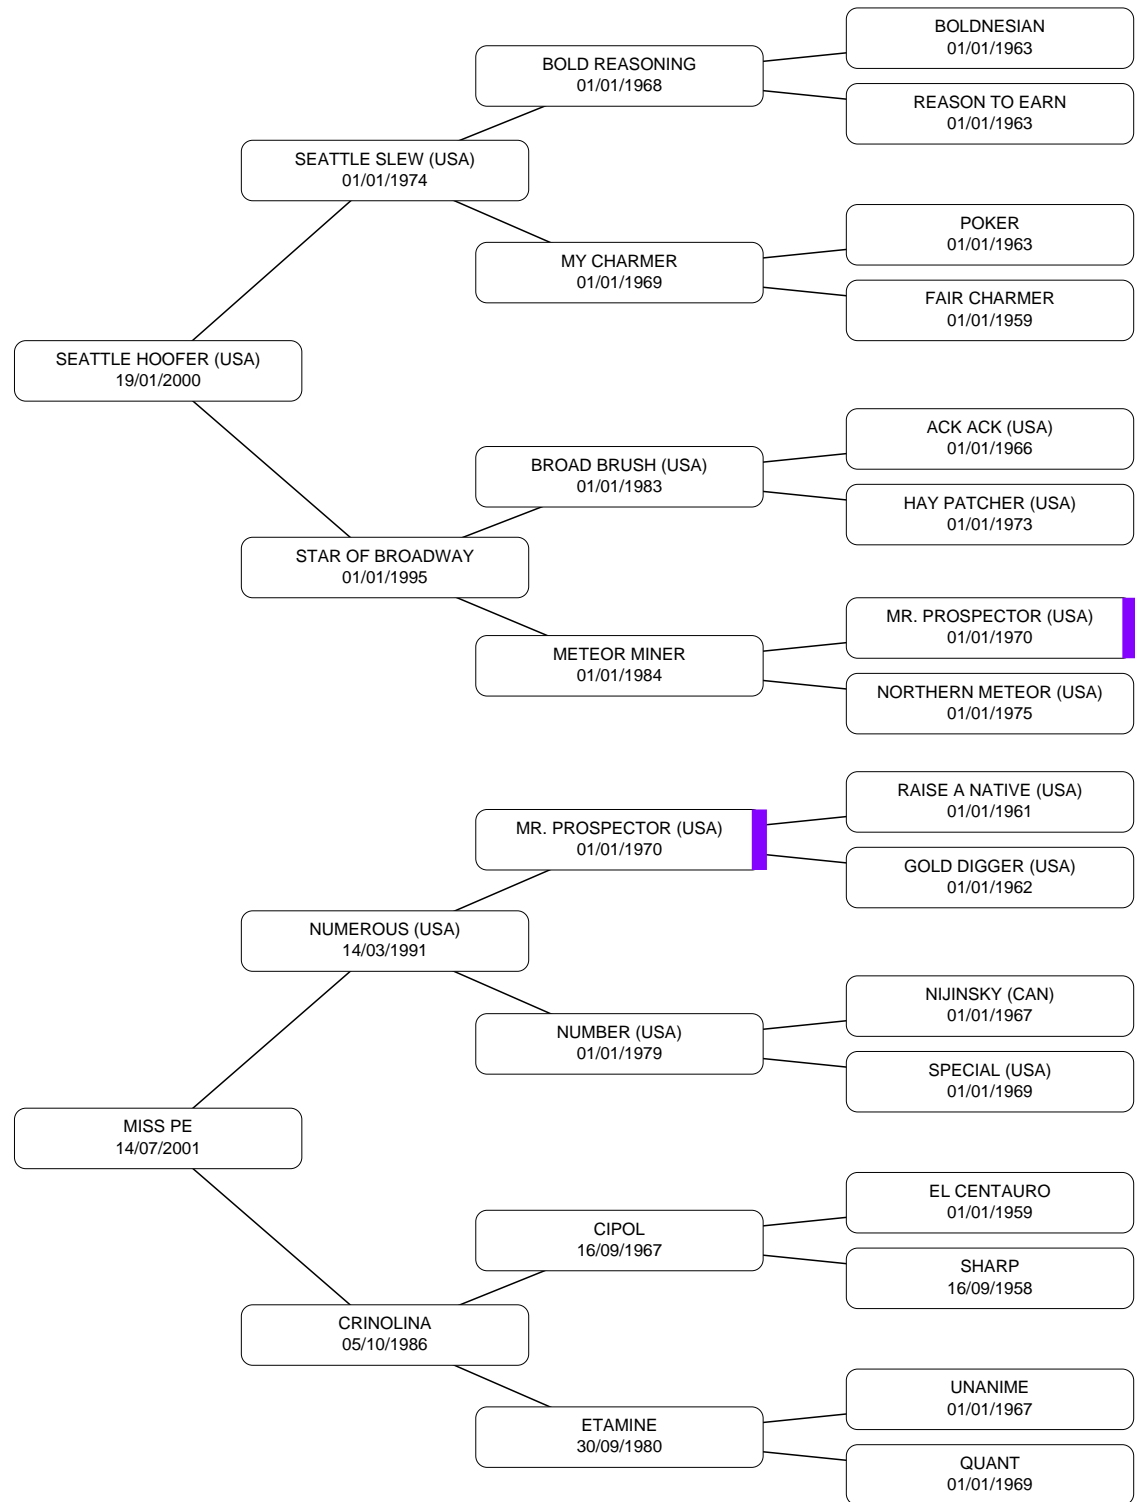 BOLDNESIAN
01/01/1963
BOLD REASONING
01/01/1968
REASON TO EARN
01/01/1963
SEATTLE SLEW (USA)
01/01/1974
POKER
01/01/1963
MY CHARMER
01/01/1969
FAIR CHARMER
01/01/1959
SEATTLE HOOFER (USA)
19/01/2000
ACK ACK (USA)
01/01/1966
BROAD BRUSH (USA)
01/01/1983
HAY PATCHER (USA)
01/01/1973
STAR OF BROADWAY
01/01/1995
MR. PROSPECTOR (USA)
01/01/1970
METEOR MINER
01/01/1984
NORTHERN METEOR (USA)
01/01/1975
RAISE A NATIVE (USA)
01/01/1961
MR. PROSPECTOR (USA)
01/01/1970
GOLD DIGGER (USA)
01/01/1962
NUMEROUS (USA)
14/03/1991
NIJINSKY (CAN)
01/01/1967
NUMBER (USA)
01/01/1979
SPECIAL (USA)
01/01/1969
MISS PE
14/07/2001
EL CENTAURO
01/01/1959
CIPOL
16/09/1967
SHARP
16/09/1958
CRINOLINA
05/10/1986
UNANIME
01/01/1967
ETAMINE
30/09/1980
QUANT
01/01/1969